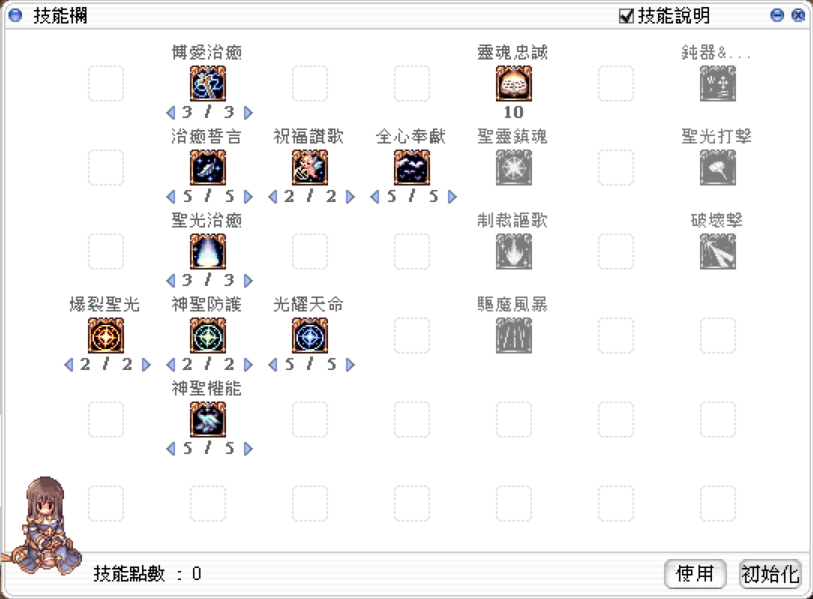 技能欄 技能說明
博愛治癒 靈魂忠誠 鈍器&...
3 / 3 10
治癒誓言 祝福讚歌 全心奉獻 聖靈鎮魂 聖光打擊
5 / 5 2 / 2 5 / 5
聖光治癒 制裁謳歌 破壞擊
3 / 3
爆裂聖光 神聖防護 光耀天命 驅魔風暴
2 / 2 2 / 2 5 / 5
神聖權能
5 / 5
技能點數 : 0 使用 初始化